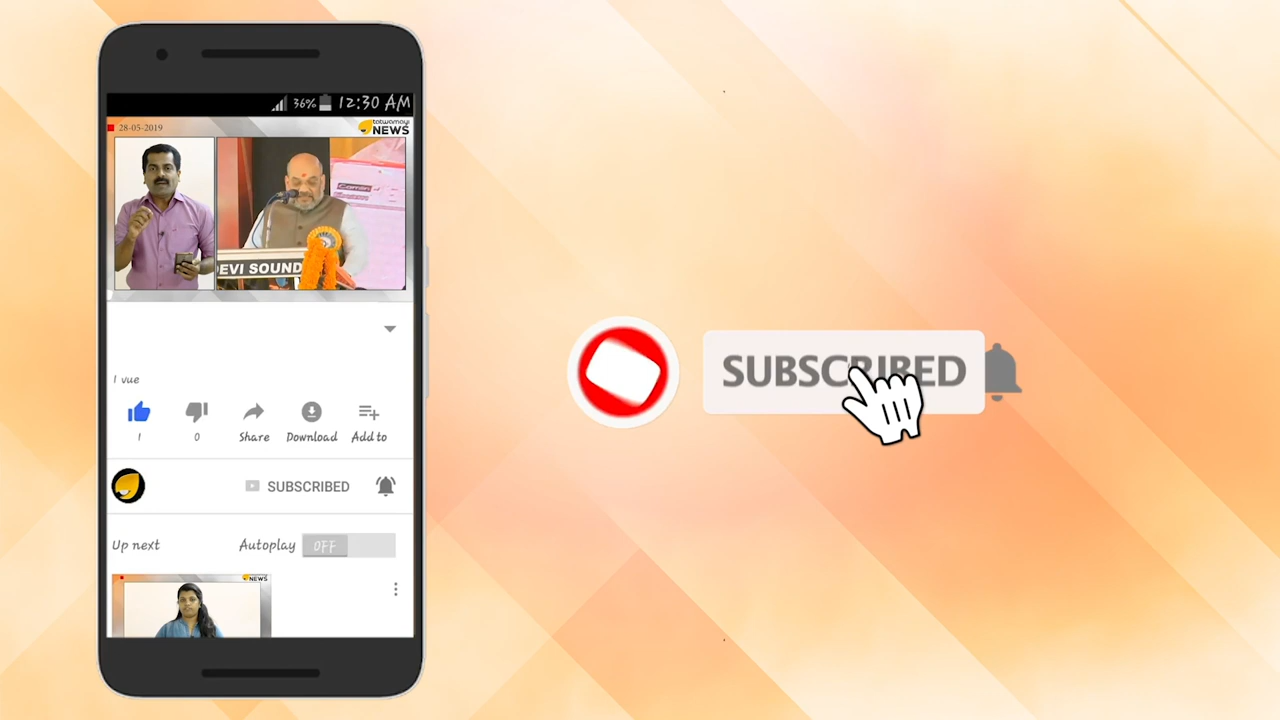 36%
12:30 AM
28-05-2019
tatwamayi
NEWS
DEVI SOUND
1 vue
1
0
Share
Download
Add to
SUBSCRIBED
Up next
Autoplay
OFF
NEWS
SUBSCRIBED